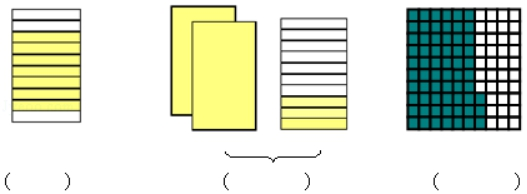 (　　) (　　) (　　)